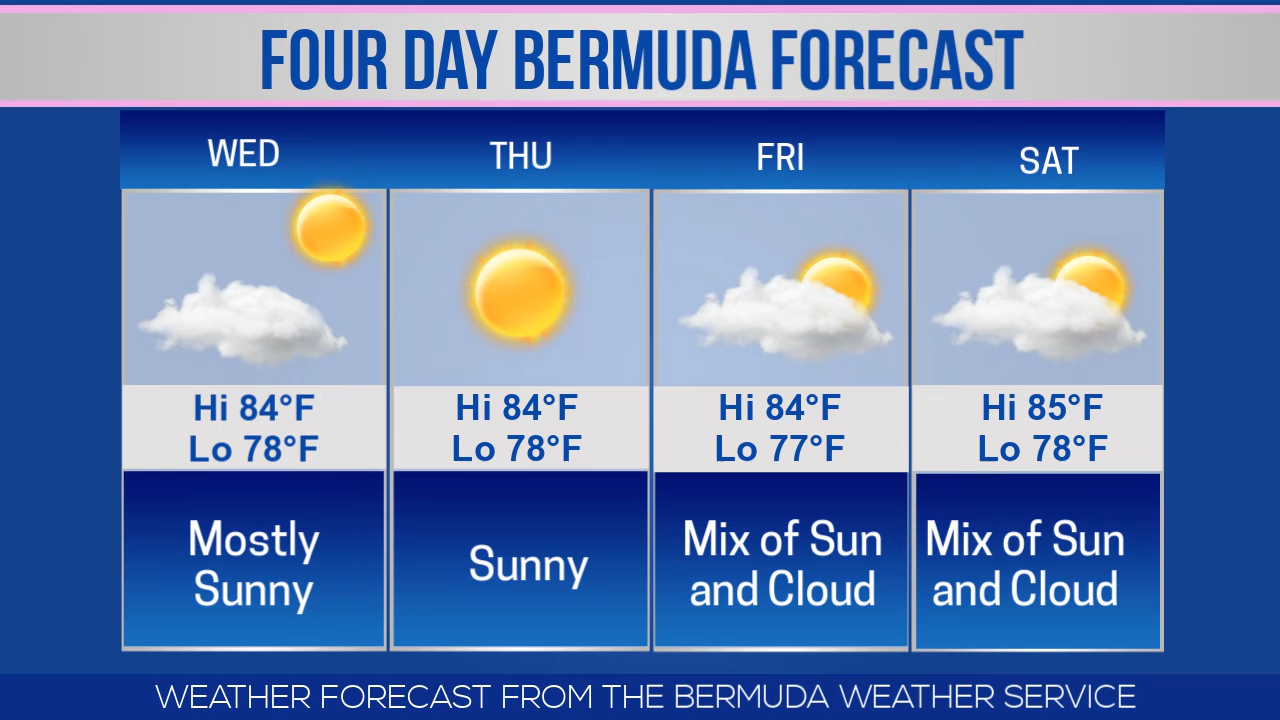 FOUR DAY BERMUDA FORECAST
WED
Hi 84°F
Lo 78°F
Mostly
Sunny
THU
Hi 84°F
Lo 78°F
Sunny
FRI
Hi 84°F
Lo 77°F
Mix of Sun
and Cloud
SAT
Hi 85°F
Lo 78°F
Mix of Sun
and Cloud
WEATHER FORECAST FROM THE BERMUDA WEATHER SERVICE